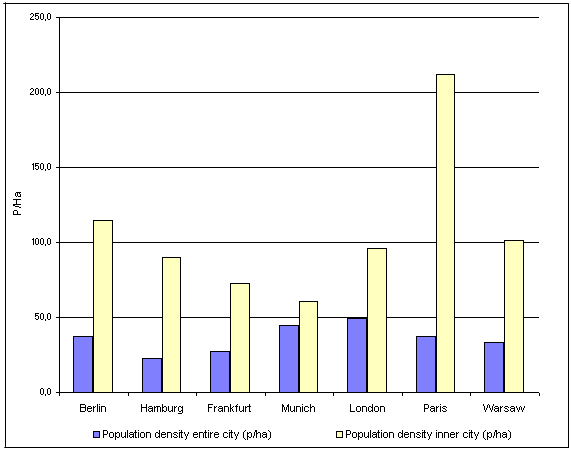 250,0
200,0
150,0
100,0
50,0
0,0
P/Ha
Berlin Hamburg Frankfurt Munich London Paris Warsaw
Population density entire city (p/ha) Population density inner city (p/ha)